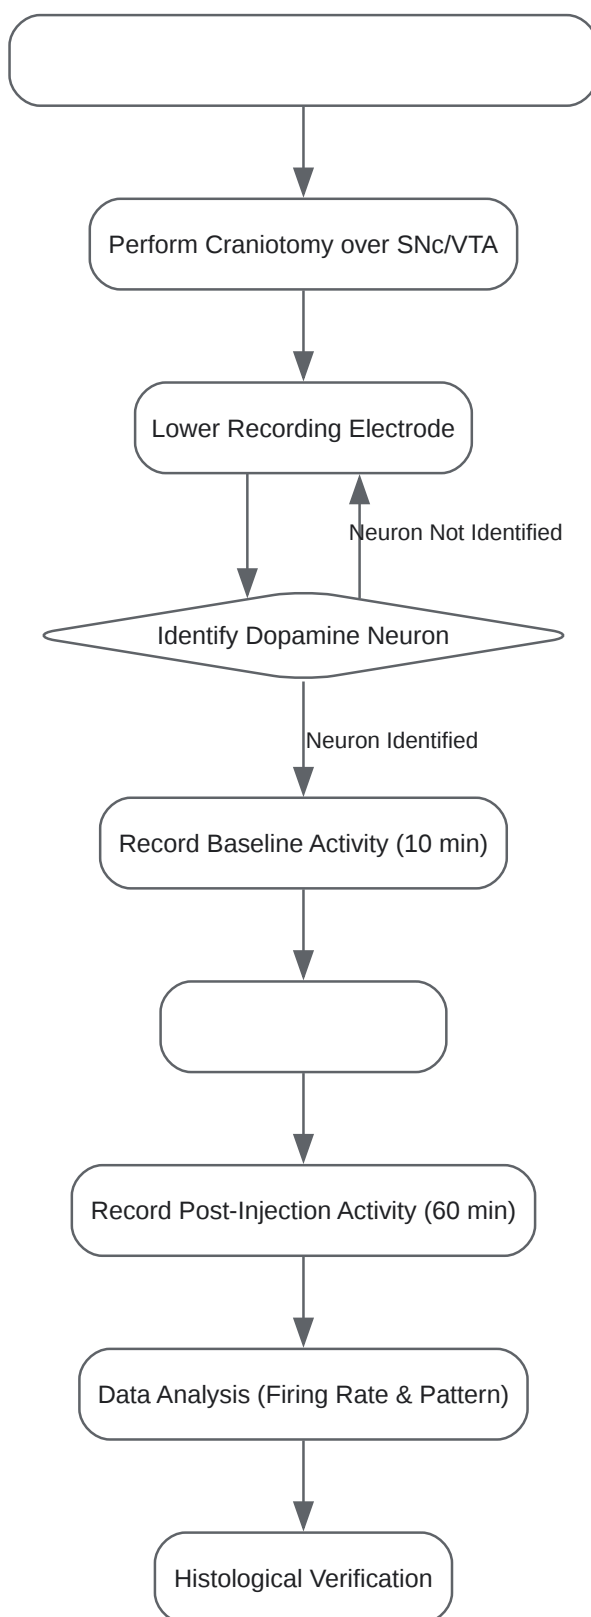 Perform Craniotomy over SNc/VTA
Lower Recording Electrode
Neuron Not Identified
Identify Dopamine Neuron
Neuron Identified
Record Baseline Activity (10 min)
Record Post-Injection Activity (60 min)
Data Analysis (Firing Rate & Pattern)
Histological Verification